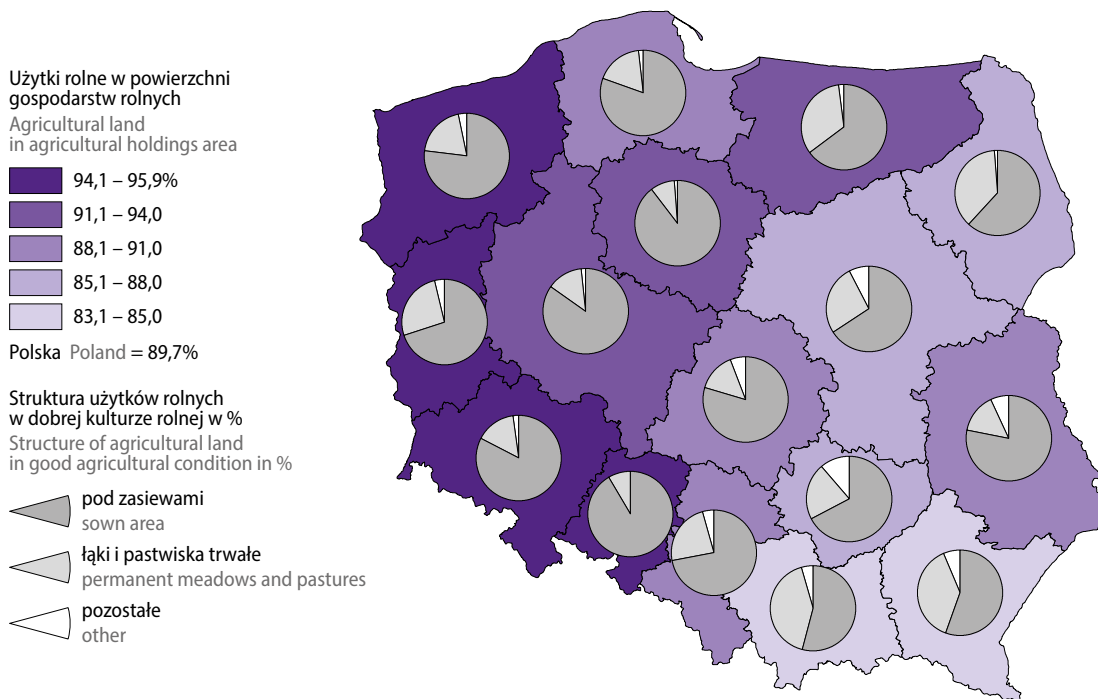 Użytki rolne w powierzchni
gospodarstw rolnych
Agricultural land
in agricultural holdings area
94,1 – 95,9%
91,1 – 94,0
88,1 – 91,0
85,1 – 88,0
83,1 – 85,0
Polska Poland = 89,7%
Struktura użytków rolnych
w dobrej kulturze rolnej w %
Structure of agricultural land
in good agricultural condition in %
pod zasiewami
sown area
łąki i pastwiska trwałe
permanent meadows and pastures
pozostałe
other